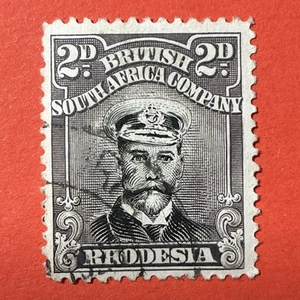 2D. 2D.
BRITISH
SOUTH AFRICA COMPANY
RHODESIA